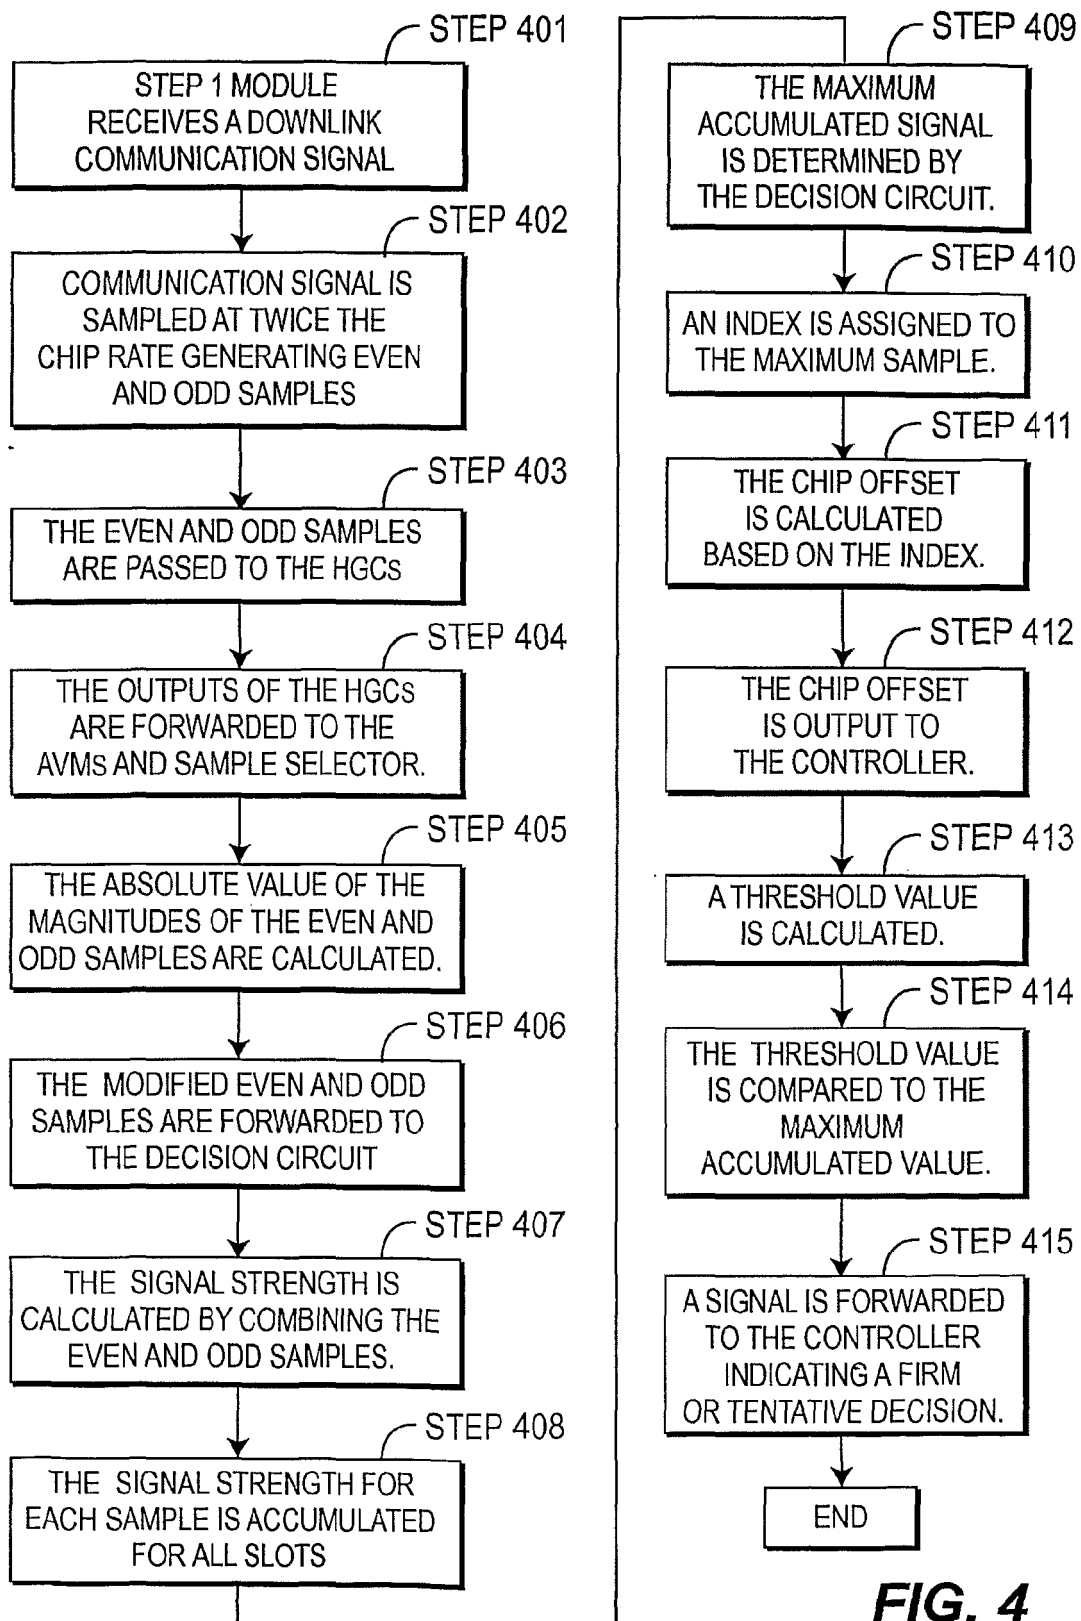 STEP 401
STEP 1 MODULE
RECEIVES A DOWNLINK
COMMUNICATION SIGNAL
STEP 402
COMMUNICATION SIGNAL IS
SAMPLED AT TWICE THE
CHIP RATE GENERATING EVEN
AND ODD SAMPLES
STEP 403
THE EVEN AND ODD SAMPLES
ARE PASSED TO THE HGCs
STEP 404
THE OUTPUTS OF THE HGCs
ARE FORWARDED TO THE
AVMs AND SAMPLE SELECTOR.
STEP 405
THE ABSOLUTE VALUE OF THE
MAGNITUDES OF THE EVEN AND
ODD SAMPLES ARE CALCULATED.
STEP 406
THE MODIFIED EVEN AND ODD
SAMPLES ARE FORWARDED TO
THE DECISION CIRCUIT
STEP 407
THE SIGNAL STRENGTH IS
CALCULATED BY COMBINING THE
EVEN AND ODD SAMPLES.
STEP 408
THE SIGNAL STRENGTH FOR
EACH SAMPLE IS ACCUMULATED
FOR ALL SLOTS
STEP 409
THE MAXIMUM
ACCUMULATED SIGNAL
IS DETERMINED BY
THE DECISION CIRCUIT.
STEP 410
AN INDEX IS ASSIGNED TO
THE MAXIMUM SAMPLE.
STEP 411
THE CHIP OFFSET
IS CALCULATED
BASED ON THE INDEX.
STEP 412
THE CHIP OFFSET
IS OUTPUT TO
THE CONTROLLER.
STEP 413
A THRESHOLD VALUE
IS CALCULATED.
STEP 414
THE THRESHOLD VALUE
IS COMPARED TO THE
MAXIMUM
ACCUMULATED VALUE.
STEP 415
A SIGNAL IS FORWARDED
TO THE CONTROLLER
INDICATING A FIRM
OR TENTATIVE DECISION.
END
FIG. 4